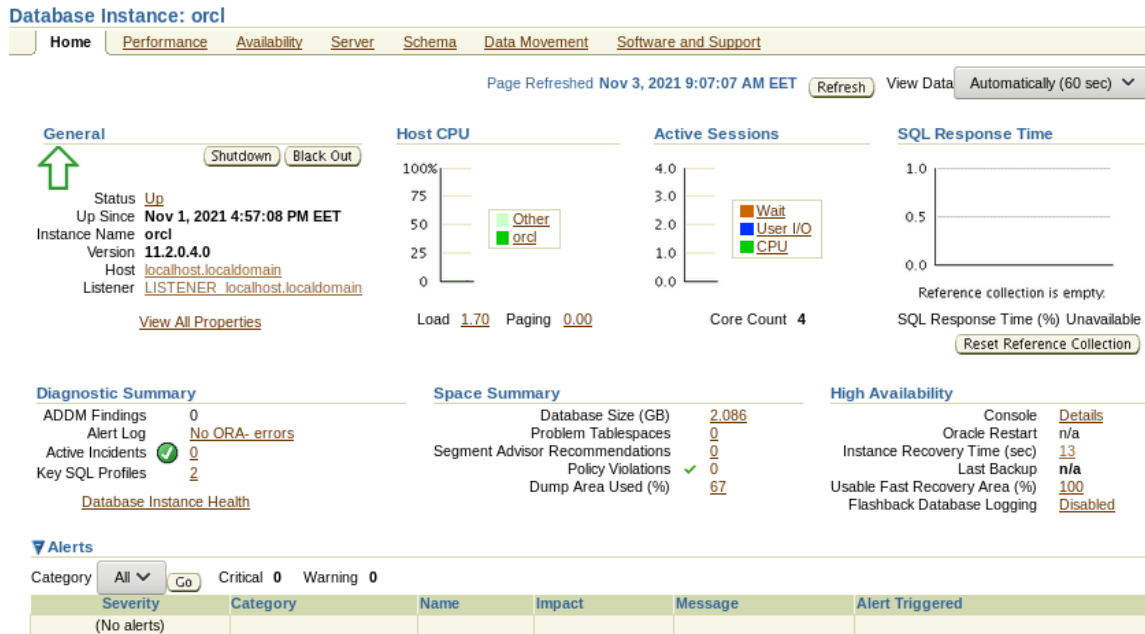 Database Instance: orcl
Home Performance Availability Server Schema Data Movement Software and Support
Page Refreshed Nov 3, 2021 9:07:07 AM EET Refresh View Data Automatically (60 sec)
General
Shutdown Black Out
Status Up
Up Since Nov 1, 2021 4:57:08 PM EET
Instance Name orcl
Version 11.2.0.4.0
Host localhost.localdomain
Listener LISTENER_localhost.localdomain
View All Properties
Host CPU
100%
75
50
25
0
Other
orcl
Load 1.70 Paging 0.00
Active Sessions
4.0
3.0
2.0
1.0
0.0
Wait
User I/O
CPU
Core Count 4
SQL Response Time
1.0
0.5
0.0
Reference collection is empty.
SQL Response Time (%) Unavailable
Reset Reference Collection
Diagnostic Summary
ADDM Findings 0
Alert Log No ORA- errors
Active Incidents 0
Key SQL Profiles 2
Database Instance Health
Space Summary
Database Size (GB) 2.086
Problem Tablespaces 0
Segment Advisor Recommendations 0
Policy Violations 0
Dump Area Used (%) 67
High Availability
Console Details
Oracle Restart n/a
Instance Recovery Time (sec) 13
Last Backup n/a
Usable Fast Recovery Area (%) 100
Flashback Database Logging Disabled
Alerts
Category All Go Critical 0 Warning 0
Severity Category Name Impact Message Alert Triggered
(No alerts)